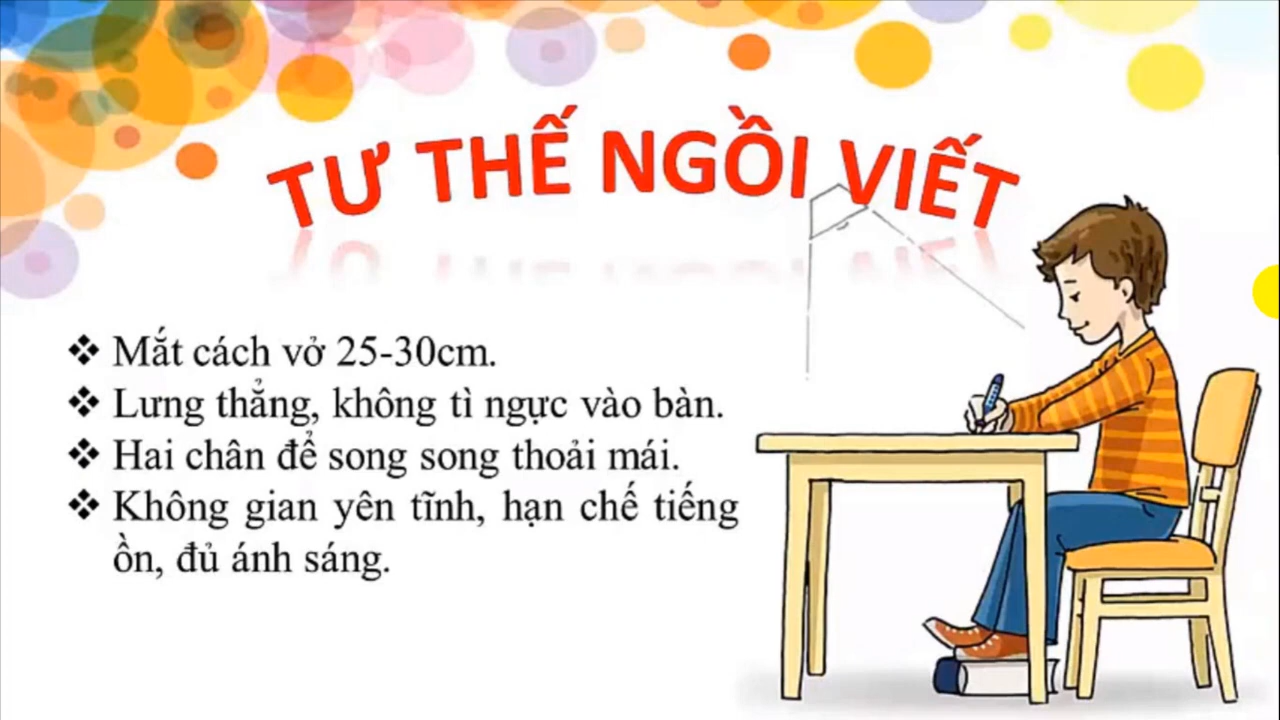 TƯ THẾ NGỒI VIẾT
❖ Mắt cách vở 25-30cm.
❖ Lưng thẳng, không tì ngực vào bàn.
❖ Hai chân để song song thoải mái.
❖ Không gian yên tĩnh, hạn chế tiếng
ồn, đủ ánh sáng.